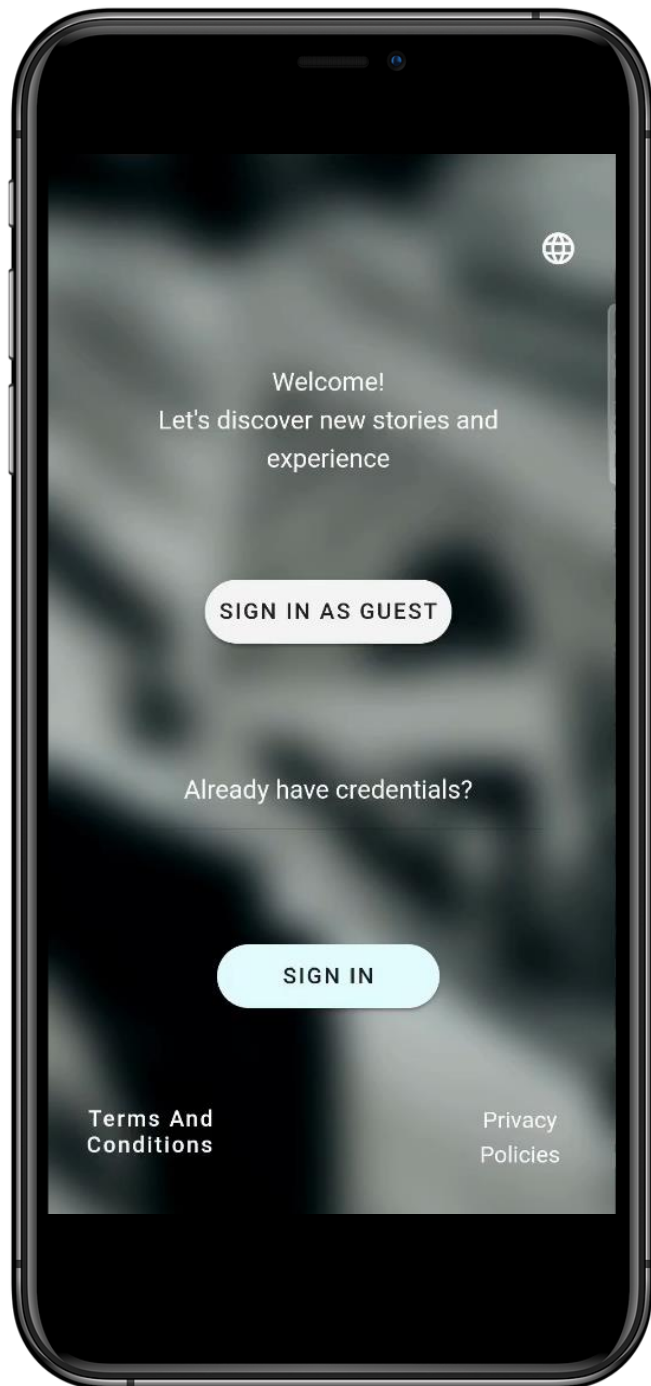 Welcome!
Let's discover new stories and
experience
SIGN IN AS GUEST
Already have credentials?
SIGN IN
Terms And
Conditions
Privacy
Policies